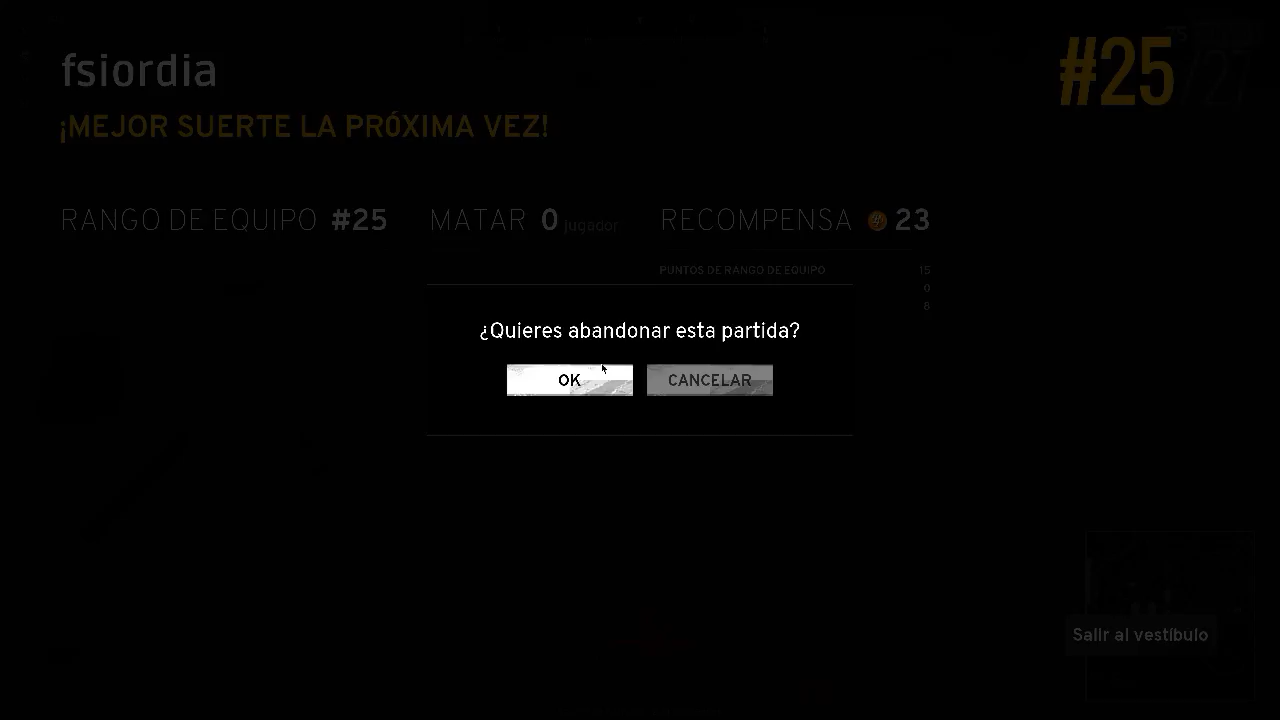 fsiordia
#25/27
¡MEJOR SUERTE LA PRÓXIMA VEZ!
RANGO DE EQUIPO #25 MATAR 0 jugador RECOMPENSA 23
PUNTOS DE RANGO DE EQUIPO 15
0
8
¿Quieres abandonar esta partida?
OK CANCELAR
Salir al vestíbulo